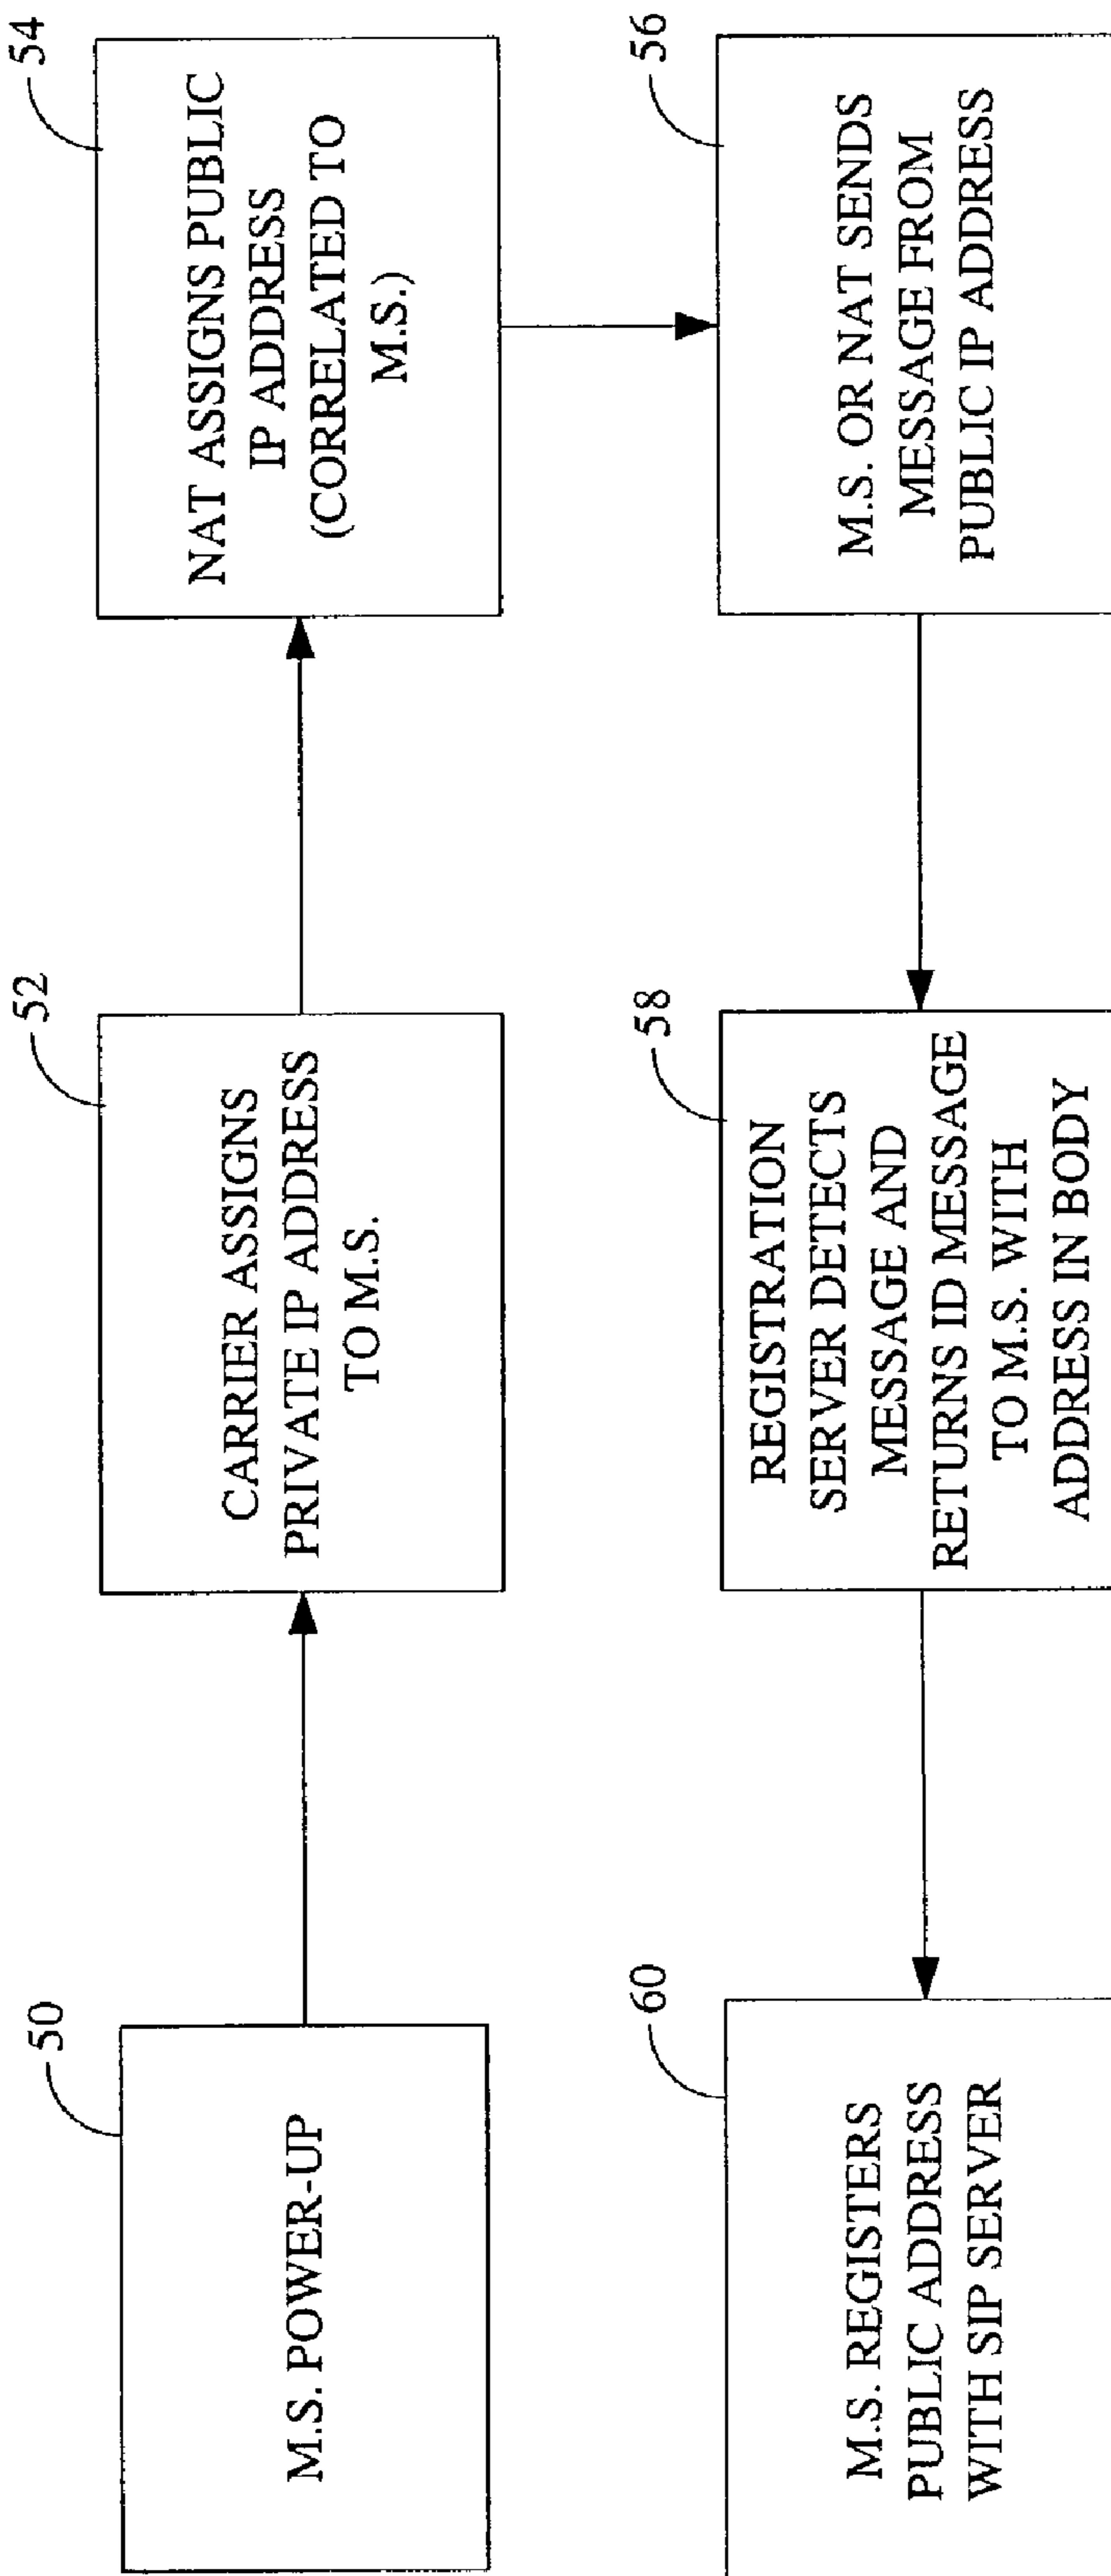 50
M.S. POWER-UP
52
CARRIER ASSIGNS
PRIVATE IP ADDRESS
TO M.S.
54
NAT ASSIGNS PUBLIC
IP ADDRESS
(CORRELATED TO
M.S.)
56
M.S. OR NAT SENDS
MESSAGE FROM
PUBLIC IP ADDRESS
58
REGISTRATION
SERVER DETECTS
MESSAGE AND
RETURNS ID MESSAGE
TO M.S. WITH
ADDRESS IN BODY
60
M.S. REGISTERS
PUBLIC ADDRESS
WITH SIP SERVER